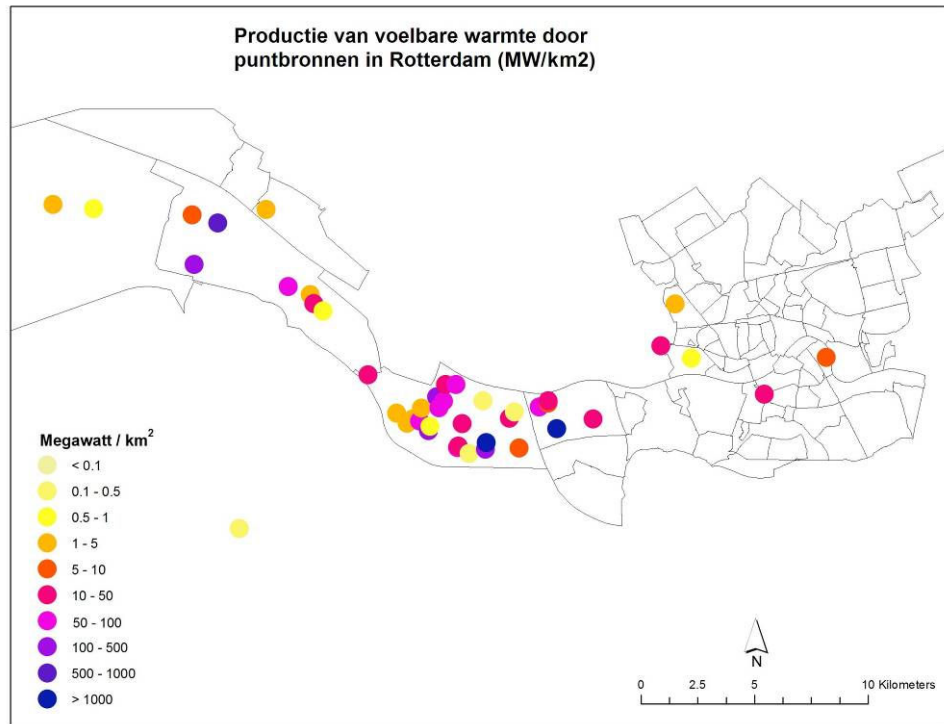 Productie van voelbare warmte door
puntbronnen in Rotterdam (MW/km2)
Megawatt / km²
< 0.1
0.1 - 0.5
0.5 - 1
1 - 5
5 - 10
10 - 50
50 - 100
100 - 500
500 - 1000
> 1000
N
0 2.5 5 10 Kilometers